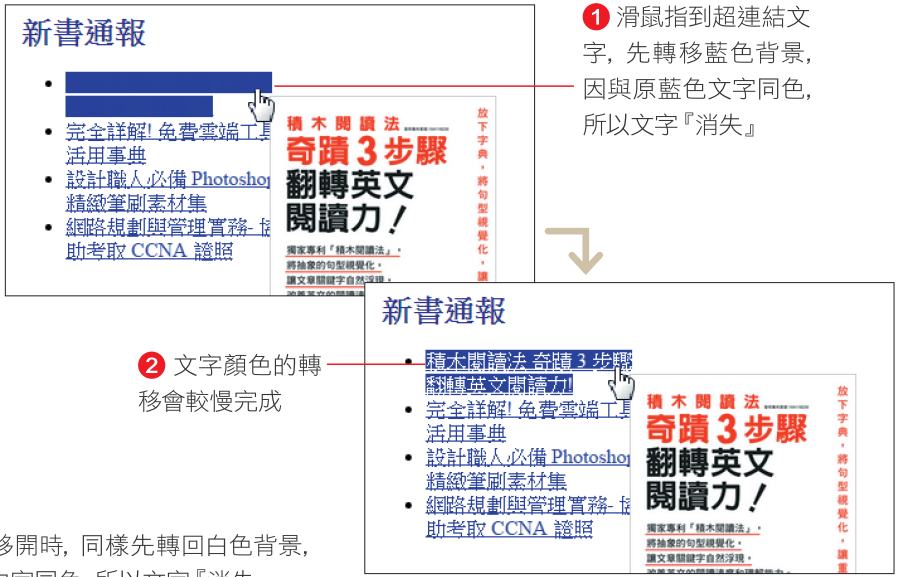 新書通報
完全詳解! 免費雲端工具
活用事典
設計職人必備 Photoshop
精緻筆刷素材集
網路規劃與管理實務- 協
助考取 CCNA 證照
積木閱讀法
奇蹟3步驟
翻轉英文
閱讀力!
獨家專利「積木閱讀法」,
將抽象的句型視覺化,
讓文章關鍵字自然浮現,
放下字典,將句型視覺化,讓
❶ 滑鼠指到超連結文
字, 先轉移藍色背景,
因與原藍色文字同色,
所以文字『消失』
新書通報
積木閱讀法 奇蹟 3 步驟
翻轉英文閱讀力!
完全詳解! 免費雲端工具
活用事典
設計職人必備 Photoshop
精緻筆刷素材集
網路規劃與管理實務- 協
助考取 CCNA 證照
積木閱讀法
奇蹟3步驟
翻轉英文
閱讀力!
獨家專利「積木閱讀法」,
將抽象的句型視覺化,
讓文章關鍵字自然浮現,
放下字典,將句型視覺化,讓重
❷ 文字顏色的轉
移會較慢完成
移開時, 同樣先轉回白色背景,
文字同色, 所以文字『消失